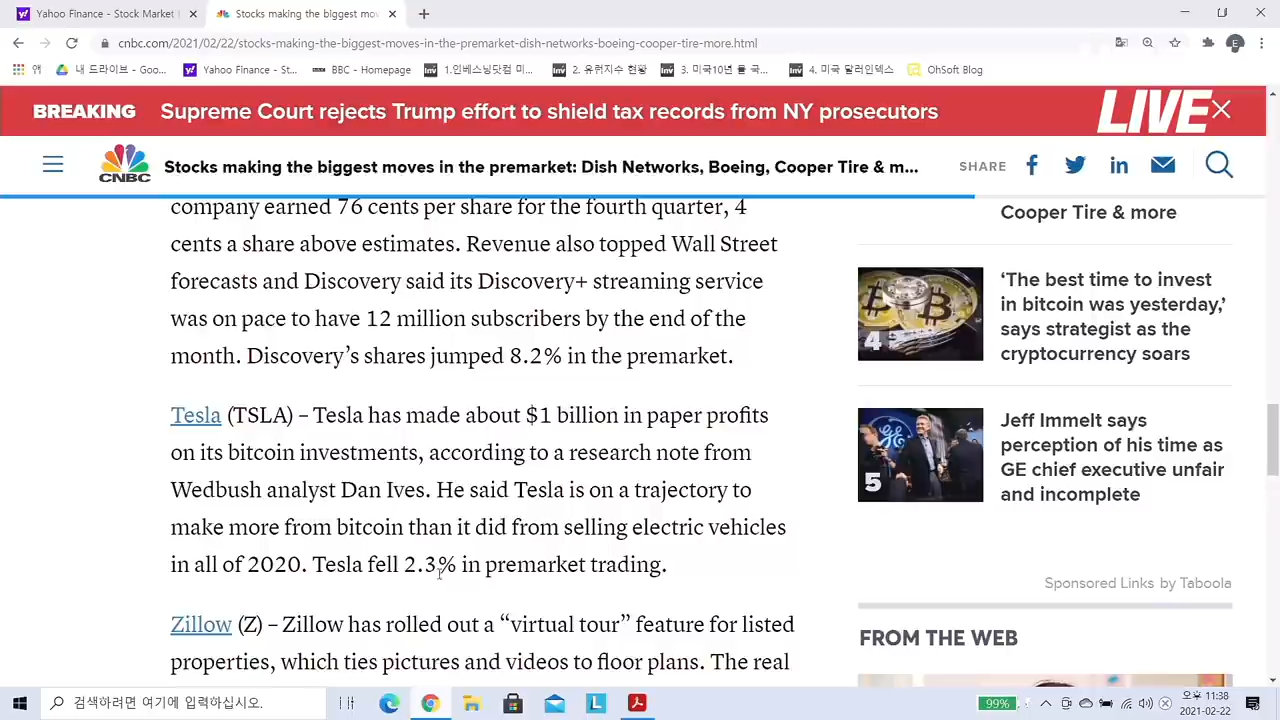 Yahoo Finance - Stock Market
Stocks making the biggest mov
cnbc.com/2021/02/22/stocks-making-the-biggest-moves-in-the-premarket-dish-networks-boeing-cooper-tire-more.html
E
앱
내 드라이브 - Goo...
Yahoo Finance - St...
BBC - Homepage
1.인베스닝닷컴 미...
3. 미국10년 물 국...
4. 미국 달러인덱스
OhSoft Blog
BREAKING
Supreme Court rejects Trump effort to shield tax records from NY prosecutors
LIVE
CNBC
Stocks making the biggest moves in the premarket: Dish Networks, Boeing, Cooper Tire & m...
SHARE
company earned 76 cents per share for the fourth quarter, 4
cents a share above estimates. Revenue also topped Wall Street
forecasts and Discovery said its Discovery+ streaming service
was on pace to have 12 million subscribers by the end of the
month. Discovery’s shares jumped 8.2% in the premarket.
Tesla (TSLA) – Tesla has made about $1 billion in paper profits
on its bitcoin investments, according to a research note from
Wedbush analyst Dan Ives. He said Tesla is on a trajectory to
make more from bitcoin than it did from selling electric vehicles
in all of 2020. Tesla fell 2.3% in premarket trading.
Zillow (Z) – Zillow has rolled out a “virtual tour” feature for listed
properties, which ties pictures and videos to floor plans. The real
Cooper Tire & more
4
‘The best time to invest
in bitcoin was yesterday,’
says strategist as the
cryptocurrency soars
5
Jeff Immelt says
perception of his time as
GE chief executive unfair
and incomplete
Sponsored Links by Taboola
FROM THE WEB
검색하려면 여기에 입력하십시오.
99%
오후 11:38
2021-02-22